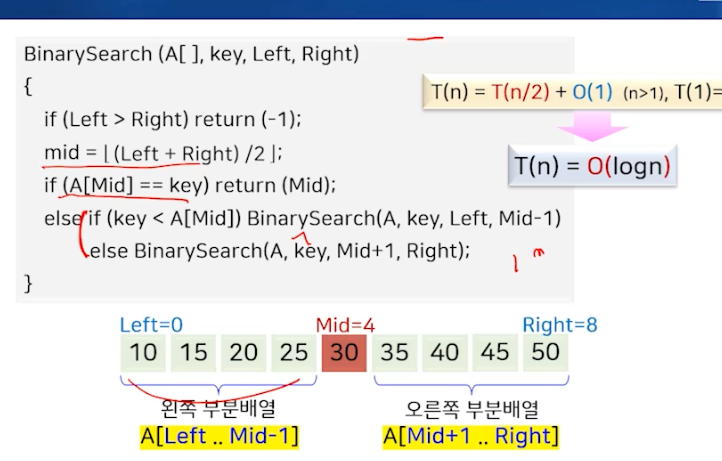 BinarySearch (A[ ], key, Left, Right)
{
if (Left > Right) return (-1);
mid = ⌊(Left + Right) /2⌋;
if (A[Mid] == key) return (Mid);
else if (key < A[Mid]) BinarySearch(A, key, Left, Mid-1)
else BinarySearch(A, key, Mid+1, Right);
}
T(n) = T(n/2) + O(1) (n>1), T(1)=
T(n) = O(logn)
Left=0 Mid=4 Right=8
10 15 20 25 30 35 40 45 50
왼쪽 부분배열 오른쪽 부분배열
A[Left .. Mid-1] A[Mid+1 .. Right]